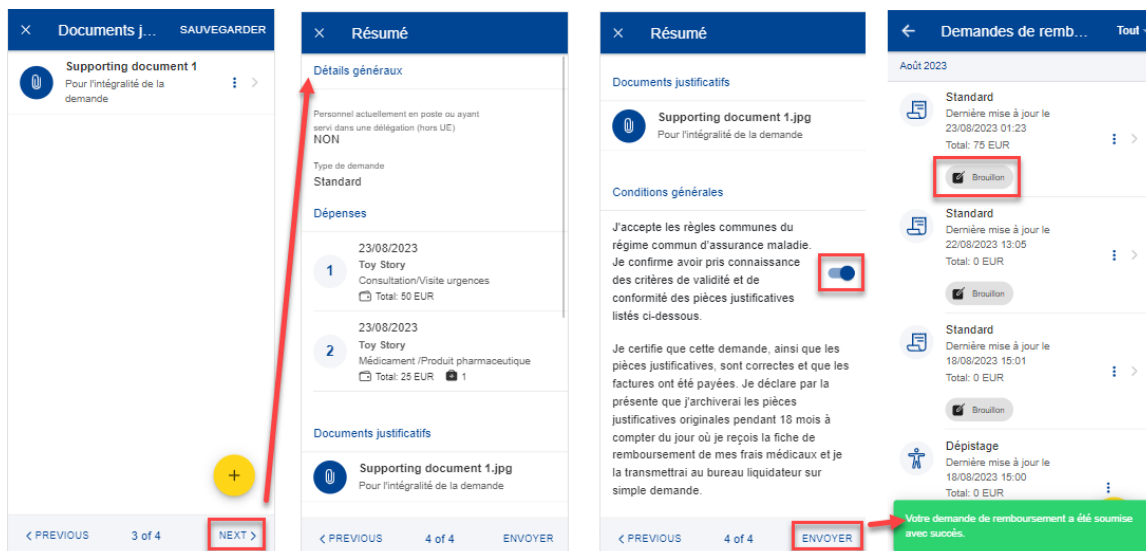 Documents j...
SAUVEGARDER
Supporting document 1
Pour l'intégralité de la
demande
PREVIOUS
3 of 4
NEXT
Résumé
Détails généraux
Personnel actuellement en poste ou ayant
servi dans une délégation (hors UE)
NON
Type de demande
Standard
Dépenses
1
23/08/2023
Toy Story
Consultation/Visite urgences
Total: 50 EUR
2
23/08/2023
Toy Story
Médicament /Produit pharmaceutique
Total: 25 EUR 1
Documents justificatifs
Supporting document 1.jpg
Pour l'intégralité de la demande
PREVIOUS
4 of 4
ENVOYER
Résumé
Documents justificatifs
Supporting document 1.jpg
Pour l'intégralité de la demande
Conditions générales
J'accepte les règles communes du
régime commun d'assurance maladie.
Je confirme avoir pris connaissance
des critères de validité et de
conformité des pièces justificatives
listés ci-dessous.
Je certifie que cette demande, ainsi que les
pièces justificatives, sont correctes et que les
factures ont été payées. Je déclare par la
présente que j'archiverai les pièces
justificatives originales pendant 18 mois à
compter du jour où je reçois la fiche de
remboursement de mes frais médicaux et je
la transmettrai au bureau liquidateur sur
simple demande.
PREVIOUS
4 of 4
ENVOYER
Demandes de remb...
Tout
Août 2023
Standard
Dernière mise à jour le
23/08/2023 01:23
Total: 75 EUR
Brouillon
Standard
Dernière mise à jour le
22/08/2023 13:05
Total: 0 EUR
Brouillon
Standard
Dernière mise à jour le
18/08/2023 15:01
Total: 0 EUR
Brouillon
Dépistage
Dernière mise à jour le
18/08/2023 15:00
Total: 0 EUR
Votre demande de remboursement a été soumise
avec succès.